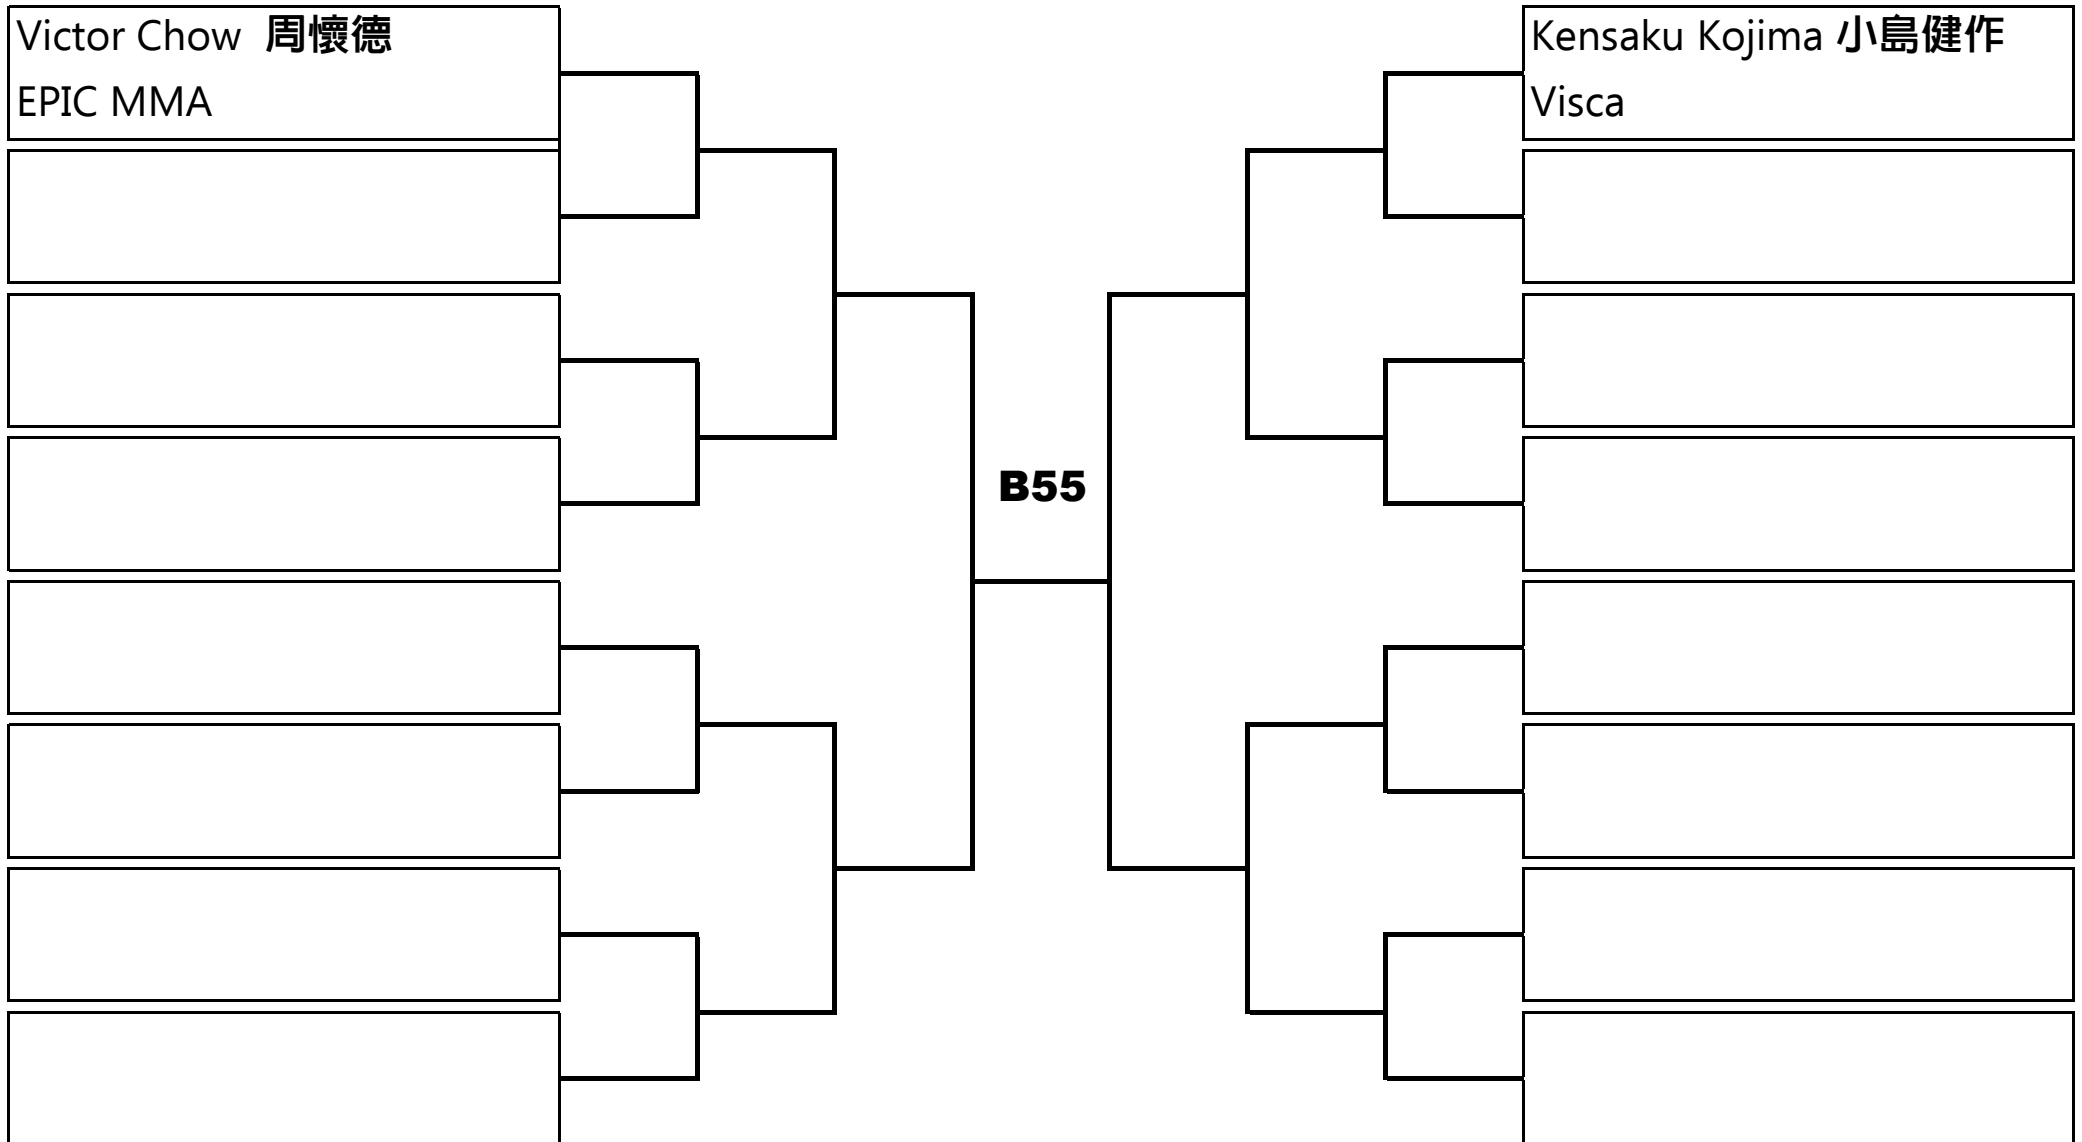 Victor Chow 周懷德
EPIC MMA
Kensaku Kojima 小島健作
Visca
B55